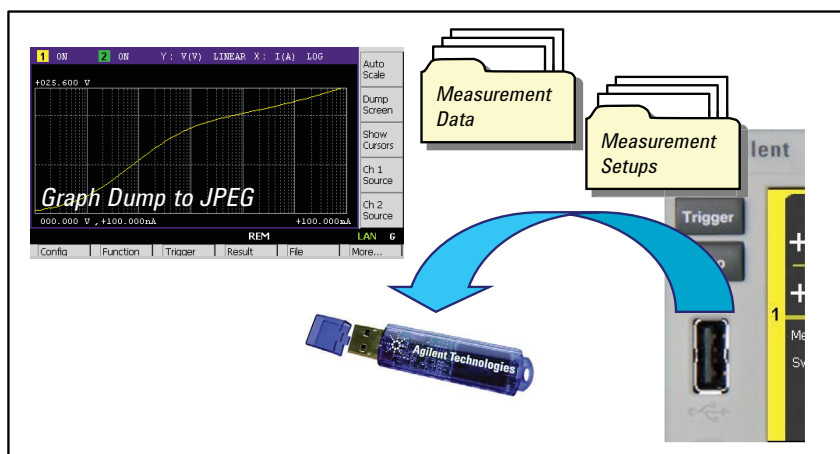 1 ON 2 ON Y: V(V) LINEAR X: I(A) LOG
+025.600 V
Graph Dump to JPEG
000.000 V ,+100.000nA +100.000mA
REM LAN G
Config Function Trigger Result File More...
Auto
Scale
Dump
Screen
Show
Cursors
Ch 1
Source
Ch 2
Source
Measurement
Data
Measurement
Setups
Trigger
1
Agilent Technologies